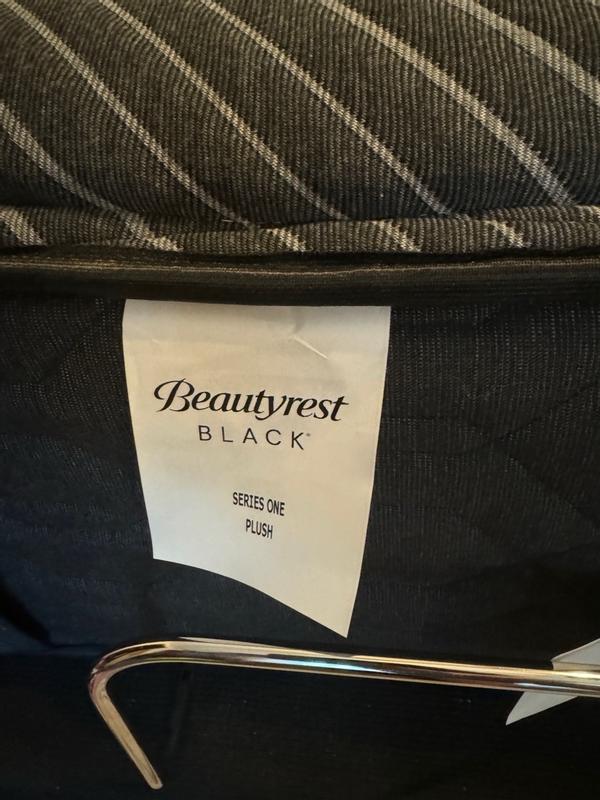 Beautyrest
BLACK®
SERIES ONE
PLUSH